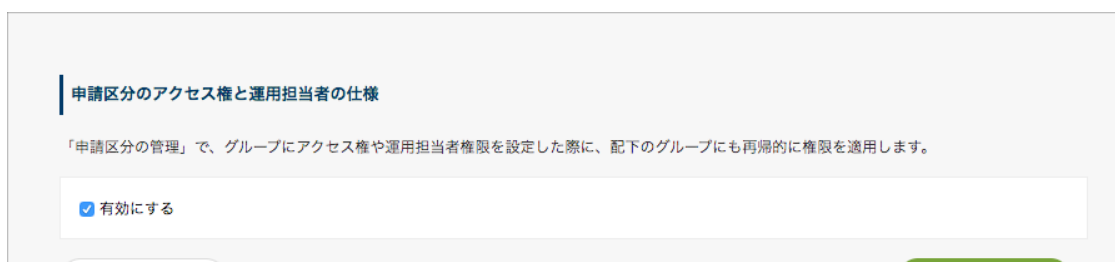 申請区分のアクセス権と運用担当者の仕様
「申請区分の管理」で、グループにアクセス権や運用担当者権限を設定した際に、配下のグループにも再帰的に権限を適用します。
有効にする